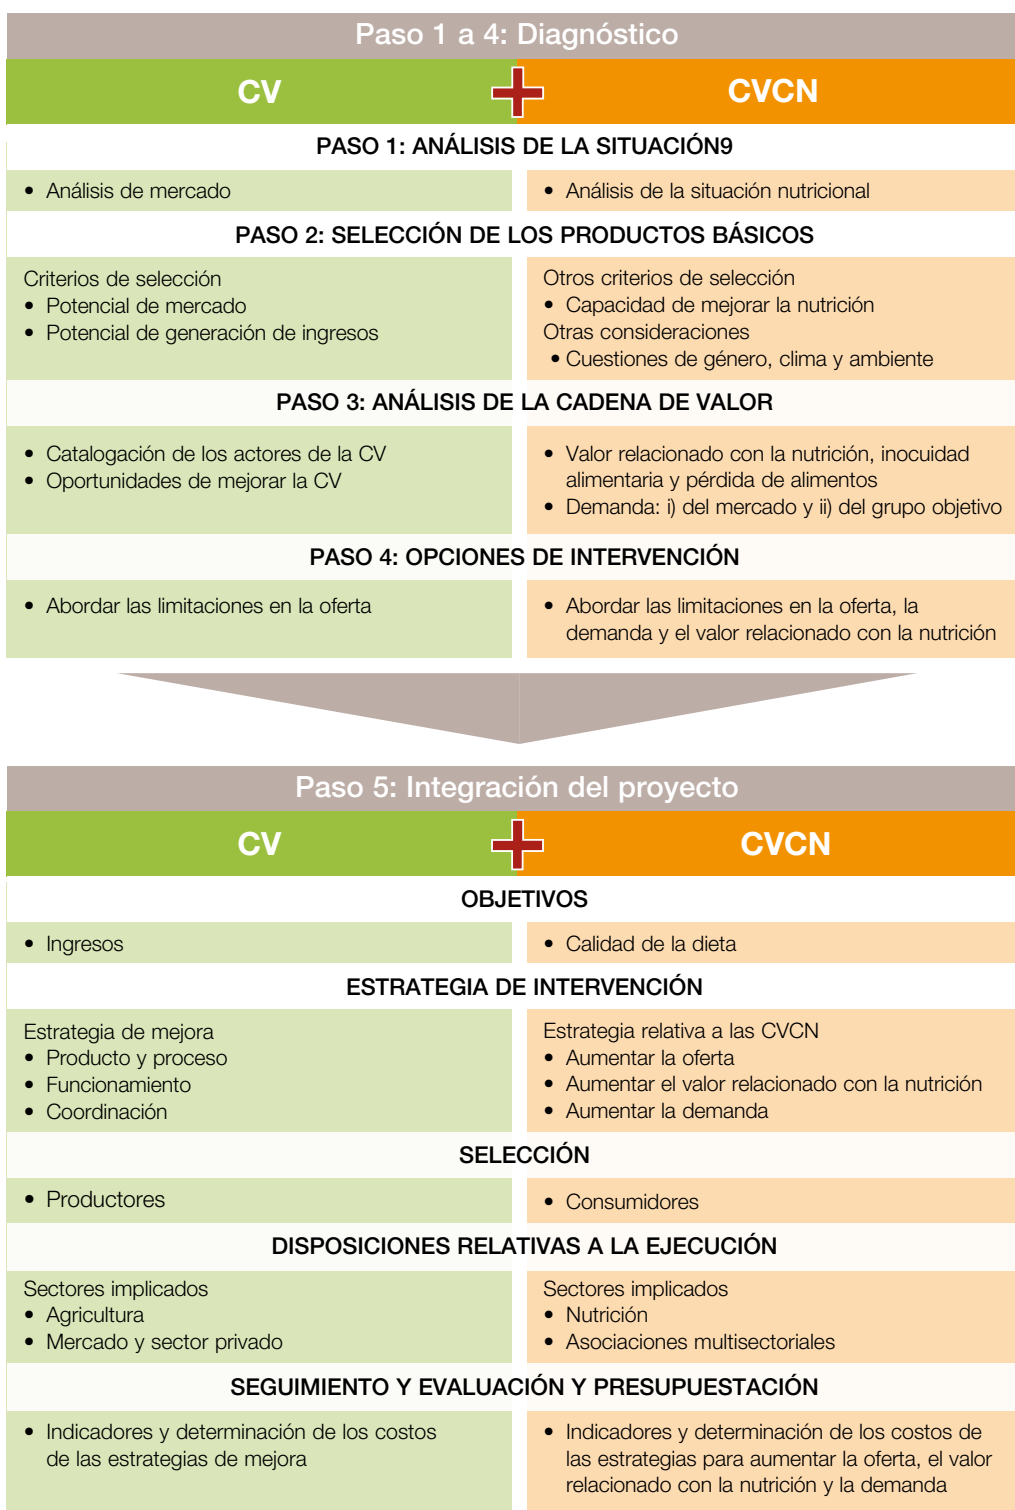 Paso 1 a 4: Diagnóstico
CV
CVCN
PASO 1: ANÁLISIS DE LA SITUACIÓN9
• Análisis de mercado
• Análisis de la situación nutricional
PASO 2: SELECCIÓN DE LOS PRODUCTOS BÁSICOS
Criterios de selección
• Potencial de mercado
• Potencial de generación de ingresos
Otros criterios de selección
• Capacidad de mejorar la nutrición
Otras consideraciones
• Cuestiones de género, clima y ambiente
PASO 3: ANÁLISIS DE LA CADENA DE VALOR
• Catalogación de los actores de la CV
• Oportunidades de mejorar la CV
• Valor relacionado con la nutrición, inocuidad
alimentaria y pérdida de alimentos
• Demanda: i) del mercado y ii) del grupo objetivo
PASO 4: OPCIONES DE INTERVENCIÓN
• Abordar las limitaciones en la oferta
• Abordar las limitaciones en la oferta, la
demanda y el valor relacionado con la nutrición
Paso 5: Integración del proyecto
CV
CVCN
OBJETIVOS
• Ingresos
• Calidad de la dieta
ESTRATEGIA DE INTERVENCIÓN
Estrategia de mejora
• Producto y proceso
• Funcionamiento
• Coordinación
Estrategia relativa a las CVCN
• Aumentar la oferta
• Aumentar el valor relacionado con la nutrición
• Aumentar la demanda
SELECCIÓN
• Productores
• Consumidores
DISPOSICIONES RELATIVAS A LA EJECUCIÓN
Sectores implicados
• Agricultura
• Mercado y sector privado
Sectores implicados
• Nutrición
• Asociaciones multisectoriales
SEGUIMIENTO Y EVALUACIÓN Y PRESUPUESTACIÓN
• Indicadores y determinación de los costos
de las estrategias de mejora
• Indicadores y determinación de los costos de
las estrategias para aumentar la oferta, el valor
relacionado con la nutrición y la demanda